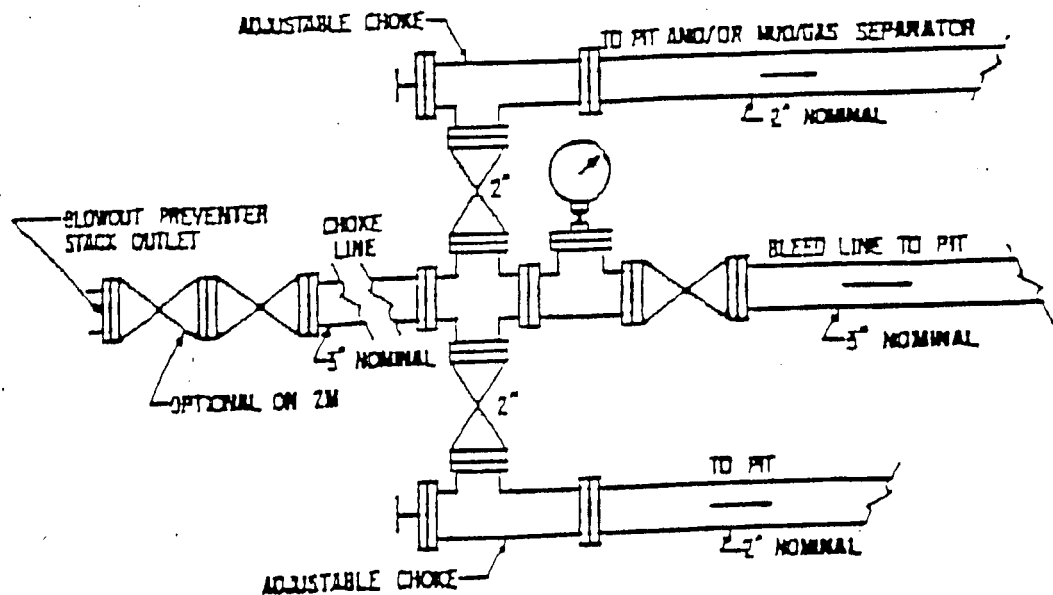 ADJUSTABLE CHOKE
TO PIT AND/OR MUD/GAS SEPARATOR
2" NOMINAL
2"
BLOWOUT PREVENTER
STACK OUTLET
CHOKE
LINE
BLEED LINE TO PIT
3" NOMINAL
3" NOMINAL
OPTIONAL ON 2M
2"
TO PIT
2" NOMINAL
ADJUSTABLE CHOKE